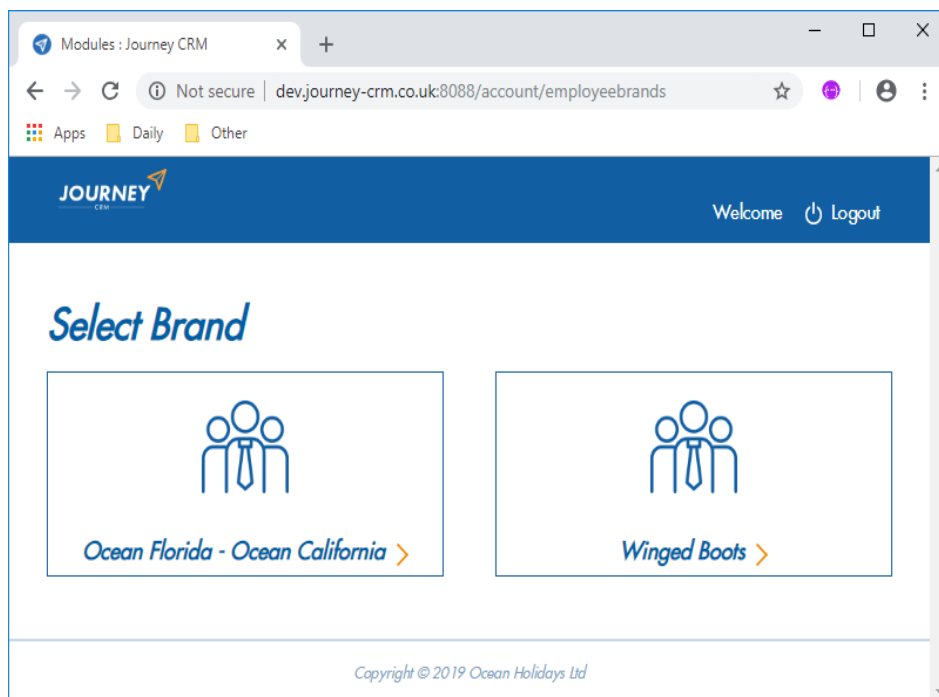 Modules : Journey CRM
Not secure | dev.journey-crm.co.uk:8088/account/employeebrands
Apps Daily Other
JOURNEY
CRM
Welcome Logout
Select Brand
Ocean Florida - Ocean California
Winged Boots
Copyright © 2019 Ocean Holidays Ltd